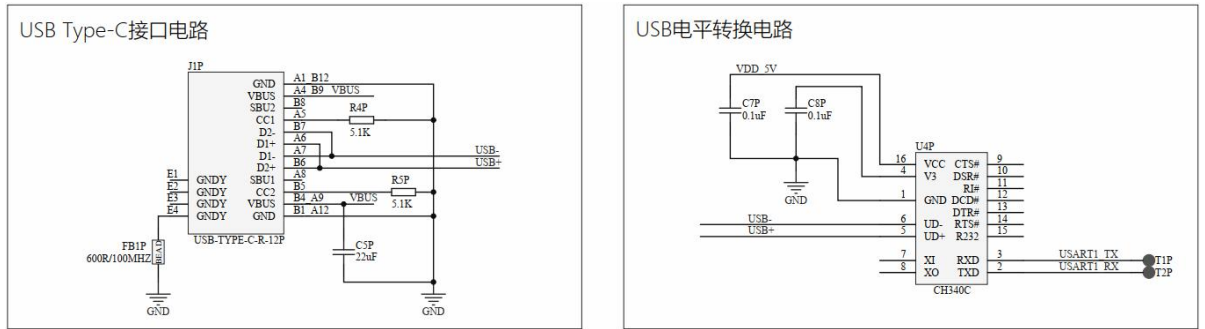 USB Type-C接口电路
J1P
GND A1 B12
VBUS A4 B9 VBUS
SBU2 B8
CC1 A5 R4P
D2- B7 5.1K
D1+ A6
D1- A7 USB-
D2+ B6 USB+
E1 GNDY SBU1 A8
E2 GNDY CC2 B5 R5P
E3 GNDY VBUS B4 A9 VBUS 5.1K
E4 GNDY GND B1 A12
USB-TYPE-C-R-12P
FB1P
600R/100MHZ
BEAD
C5P
22uF
GND
GND
USB电平转换电路
VDD_5V
C7P
0.1uF
C8P
0.1uF
GND
U4P
16 VCC CTS# 9
4 V3 DSR# 10
RI# 11
1 GND DCD# 12
DTR# 13
USB- 6 UD- RTS# 14
USB+ 5 UD+ R232 15
7 XI RXD 3 USART1_TX T1P
8 XO TXD 2 USART1_RX T2P
CH340C